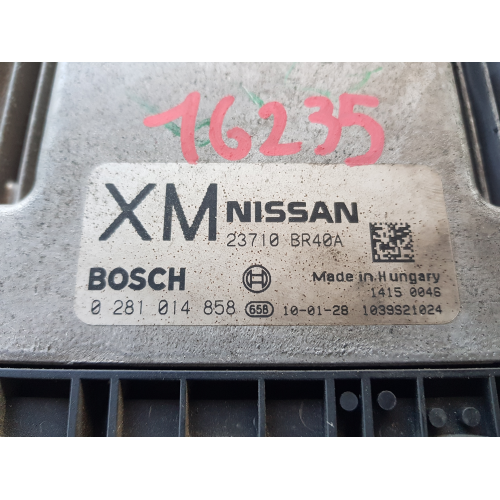 16235
XM NISSAN
23710 BR40A
BOSCH Made in Hungary
1415 0046
0 281 014 858 658 10-01-28 1039S21024